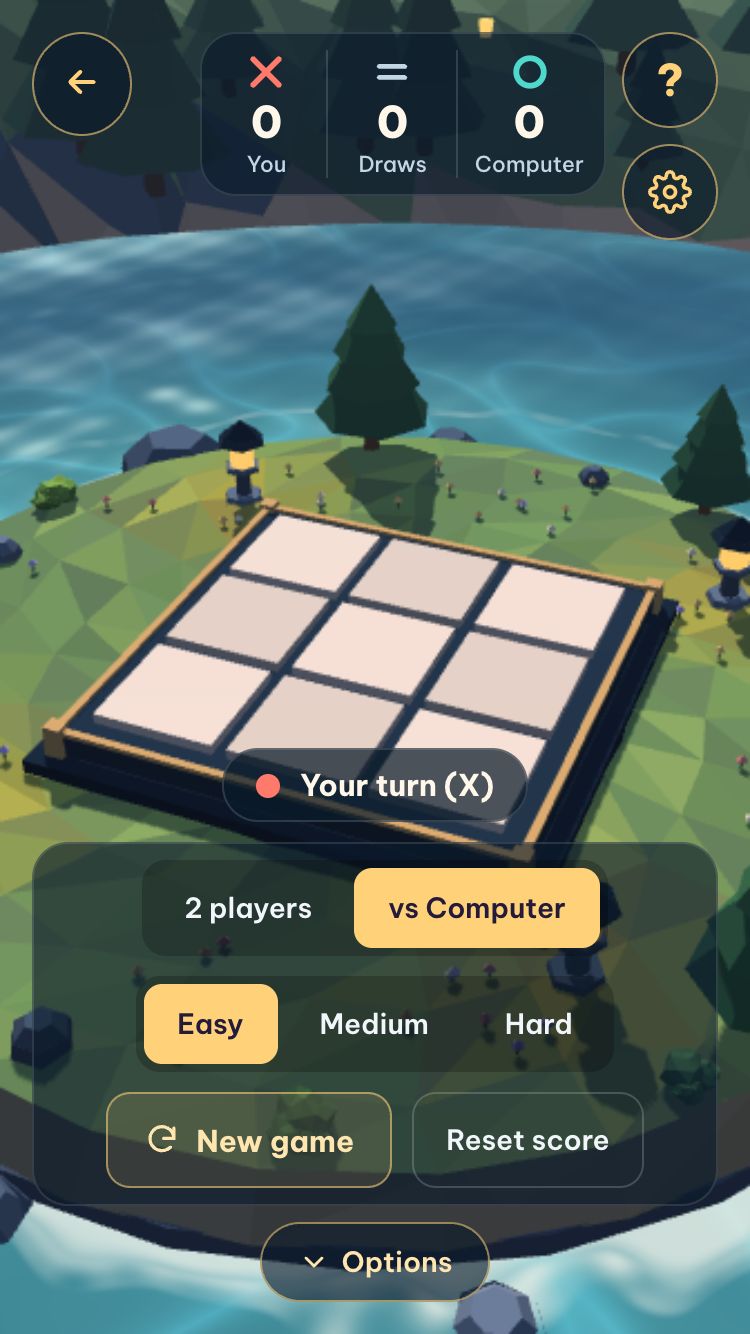 ?
0
0
0
You
Draws
Computer
Your turn (X)
2 players
vs Computer
Easy
Medium
Hard
New game
Reset score
Options